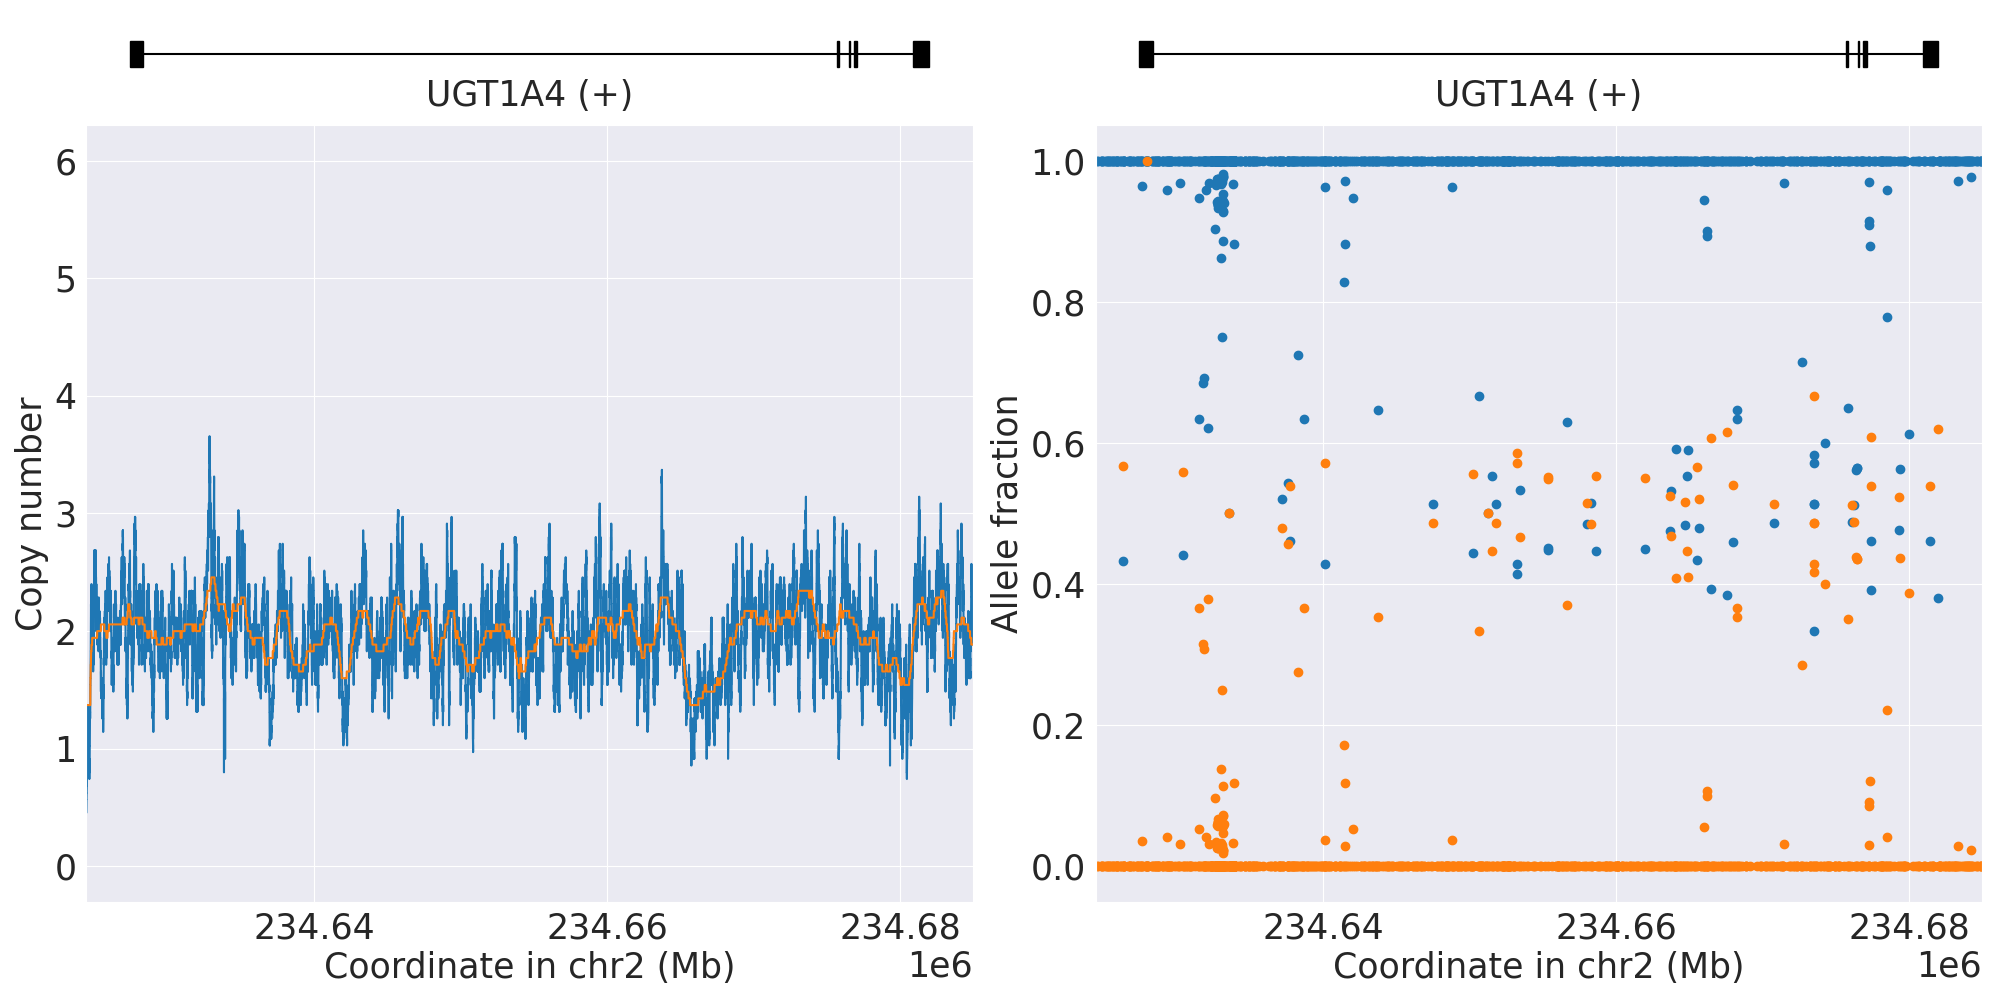 UGT1A4 (+)
6
5
4
3
2
1
0
Copy number
234.64 234.66 234.68
1e6
Coordinate in chr2 (Mb)
UGT1A4 (+)
1.0
0.8
0.6
0.4
0.2
0.0
Allele fraction
234.64 234.66 234.68
1e6
Coordinate in chr2 (Mb)